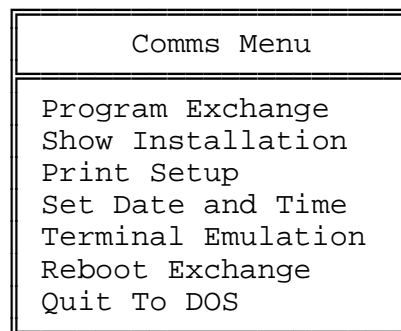 Comms Menu
Program Exchange
Show Installation
Print Setup
Set Date and Time
Terminal Emulation
Reboot Exchange
Quit To DOS